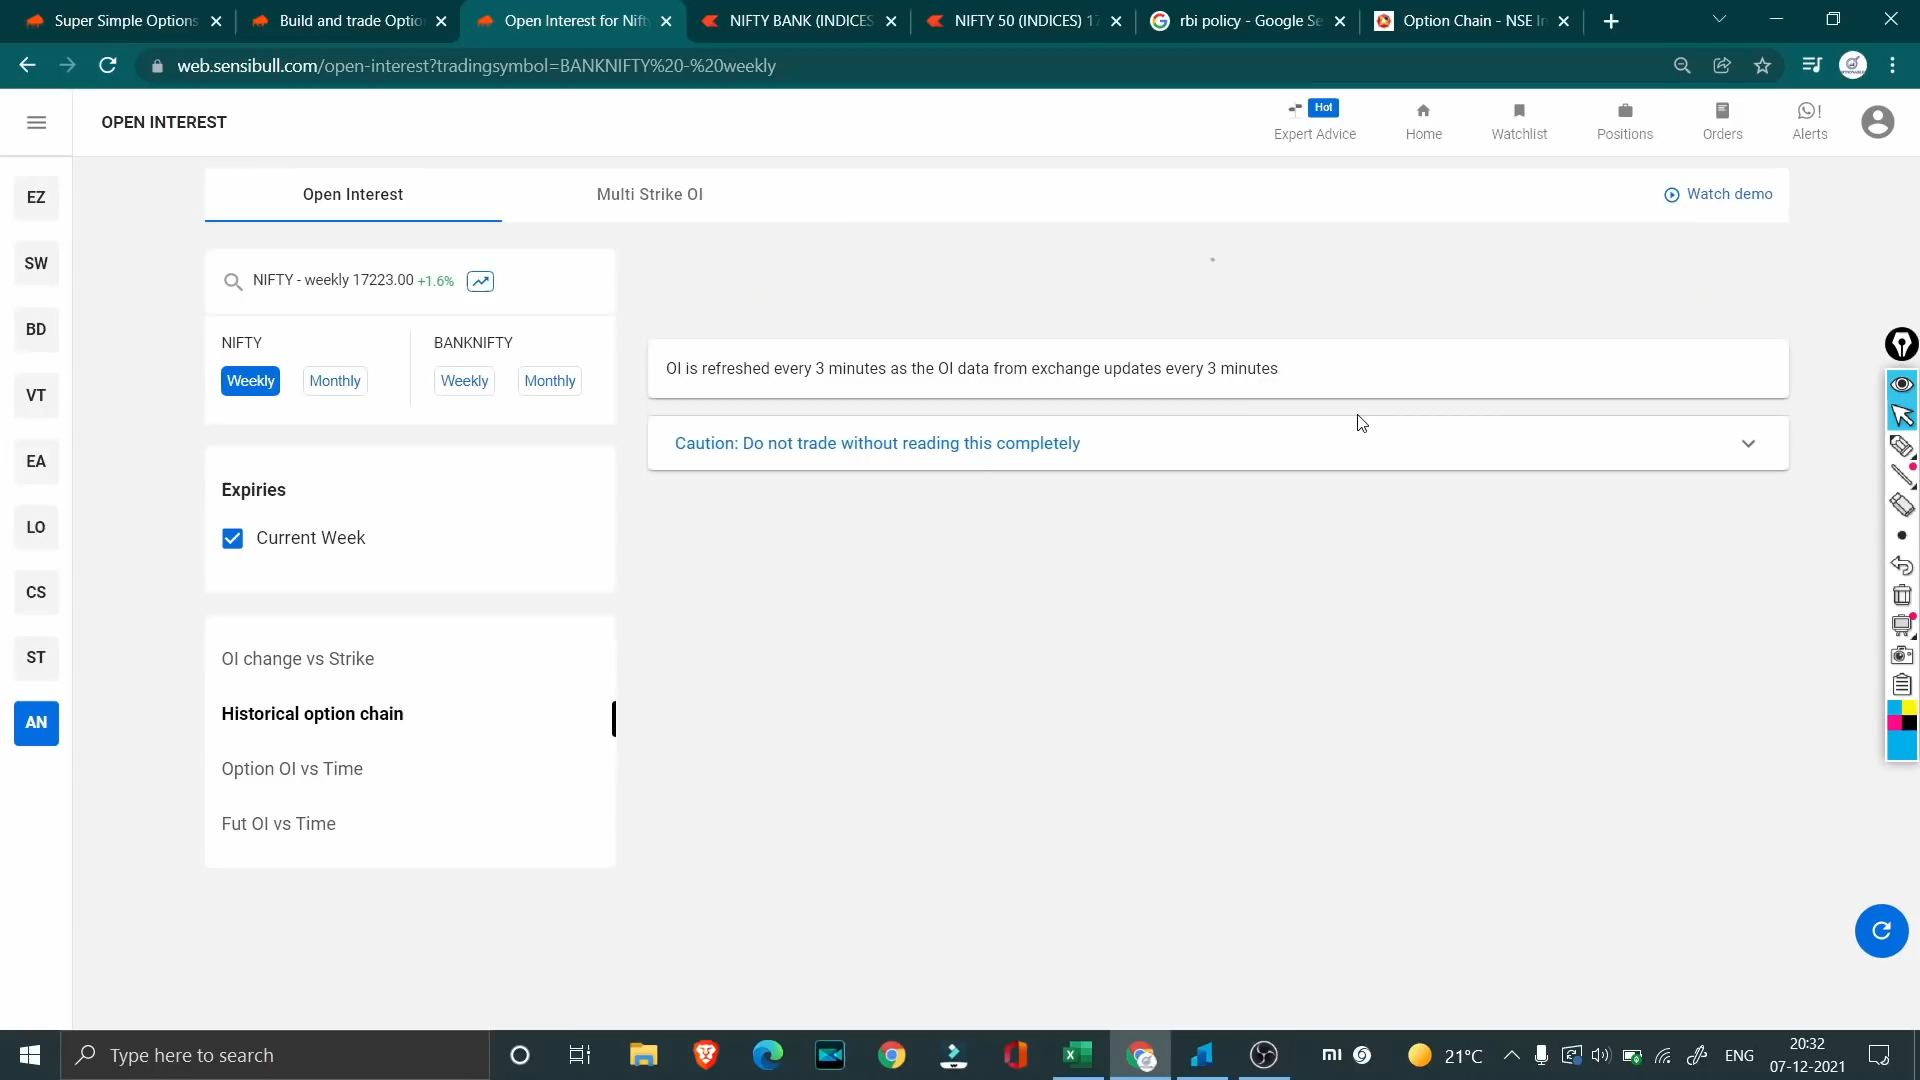 Super Simple Options
Build and trade Optio
Open Interest for Nift
NIFTY BANK (INDICES
NIFTY 50 (INDICES) 17
rbi policy - Google Se
Option Chain - NSE In
web.sensibull.com/open-interest?tradingsymbol=BANKNIFTY%20-%20weekly
OPEN INTEREST
Hot
Expert Advice
Home
Watchlist
Positions
Orders
Alerts
EZ
SW
BD
VT
EA
LO
CS
ST
AN
Open Interest
Multi Strike OI
Watch demo
NIFTY - weekly 17223.00 +1.6%
NIFTY
BANKNIFTY
Weekly
Monthly
Weekly
Monthly
OI is refreshed every 3 minutes as the OI data from exchange updates every 3 minutes
Caution: Do not trade without reading this completely
Expiries
Current Week
OI change vs Strike
Historical option chain
Option OI vs Time
Fut OI vs Time
Type here to search
21°C
ENG
20:32
07-12-2021